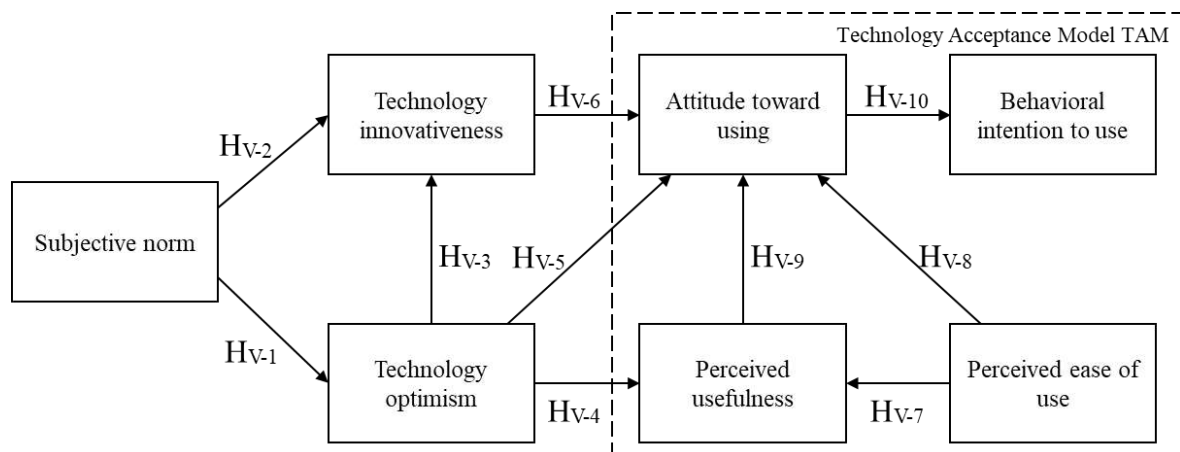 Technology Acceptance Model TAM
Technology
innovativeness
HV-6
Attitude toward
using
HV-10
Behavioral
intention to use
HV-2
Subjective norm
HV-3
HV-5
HV-9
HV-8
HV-1
Technology
optimism
HV-4
Perceived
usefulness
HV-7
Perceived ease of
use